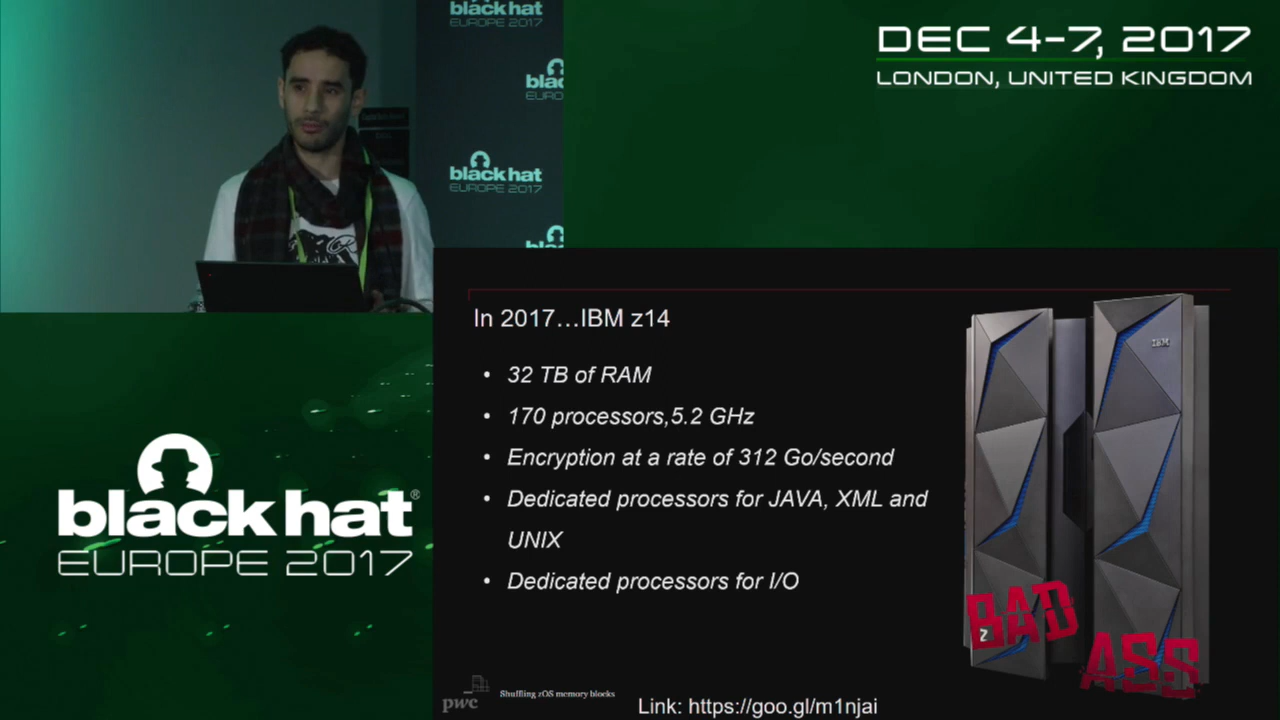 black hat
EUROPE 2017
black
EURO
black hat
EUROPE 2017
bla
DEC 4-7, 2017
LONDON, UNITED KINGDOM
In 2017…IBM z14
• 32 TB of RAM
• 170 processors,5.2 GHz
• Encryption at a rate of 312 Go/second
• Dedicated processors for JAVA, XML and
UNIX
• Dedicated processors for I/O
IBM
BAD
z
ASS
black hat®
EUROPE 2017
pwc
Shuffling zOS memory blocks
Link: https://goo.gl/m1njai